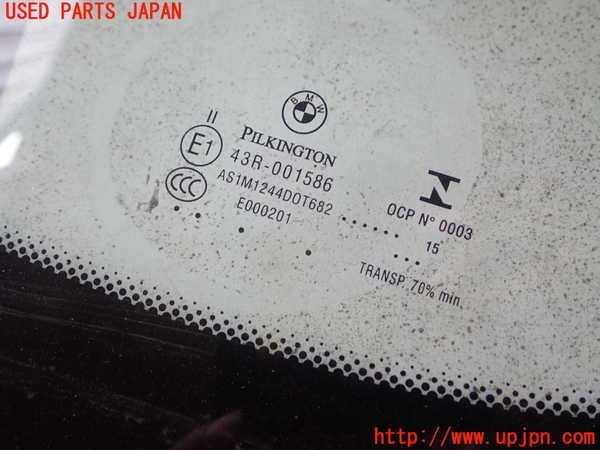 USED PARTS JAPAN
BMW
PILKINGTON
II
E1
43R-001586
CCC
AS1M1244DOT682
E000201
OCP N° 0003
15
TRANSP. 70% min.
http://www.upjpn.com/